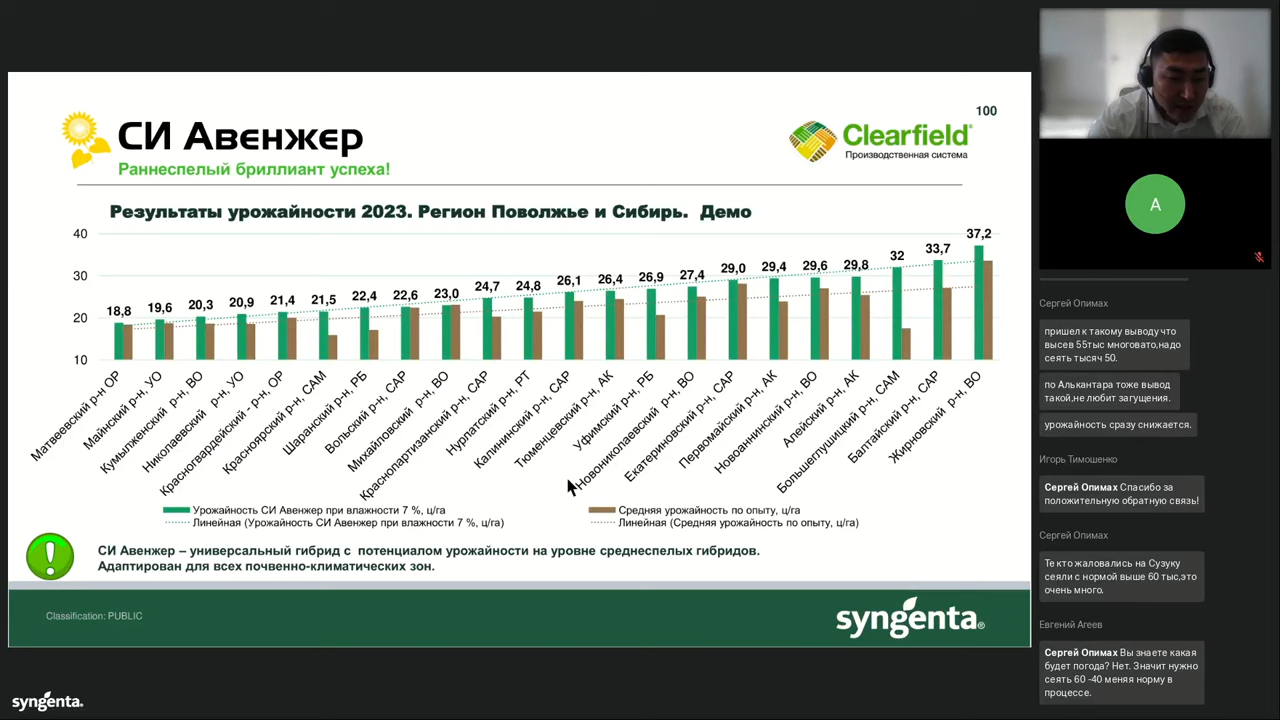 100
СИ Авенжер
Раннеспелый бриллиант успеха!
Clearfield®
Производственная система
Результаты урожайности 2023. Регион Поволжье и Сибирь. Демо
40
30
20
10
18,8
19,6
20,3
20,9
21,4
21,5
22,4
22,6
23,0
24,7
24,8
26,1
26,4
26,9
27,4
29,0
29,4
29,6
29,8
32
33,7
37,2
Матвеевский р-н ОР
Майнский р-н, УО
Кумылженский р-н, ВО
Николаевский р-н, УО
Красногвардейский - р-н, ОР
Красноярский р-н, САМ
Шаранский р-н, РБ
Вольский р-н, САР
Михайловский р-н, ВО
Краснопартизанский р-н, САР
Нурлатский р-н, РТ
Калининский р-н, САР
Тюменцевский р-н, АК
Уфимский р-н, РБ
Новониколаевский р-н, ВО
Екатериновский р-н, САР
Первомайский р-н, АК
Новоаннинский р-н, ВО
Алейский р-н, АК
Большеглушицкий р-н, САМ
Балтайский р-н, САР
Жирновский р-н, ВО
Урожайность СИ Авенжер при влажности 7 %, ц/га
Средняя урожайность по опыту, ц/га
Линейная (Урожайность СИ Авенжер при влажности 7 %, ц/га)
Линейная (Средняя урожайность по опыту, ц/га)
СИ Авенжер – универсальный гибрид с потенциалом урожайности на уровне среднеспелых гибридов.
Адаптирован для всех почвенно-климатических зон.
Classification: PUBLIC
syngenta®
syngenta.
А
Сергей Опимах
пришел к такому выводу что
высев 55тыс многовато,надо
сеять тысяч 50.
по Алькантара тоже вывод
такой,не любит загущения.
урожайность сразу снижается.
Игорь Тимошенко
Сергей Опимах Спасибо за
положительную обратную связь!
Сергей Опимах
Те кто жаловались на Сузуку
сеяли с нормой выше 60 тыс,это
очень много.
Евгений Агеев
Сергей Опимах Вы знаете какая
будет погода? Нет. Значит нужно
сеять 60 -40 меняя норму в
процессе.